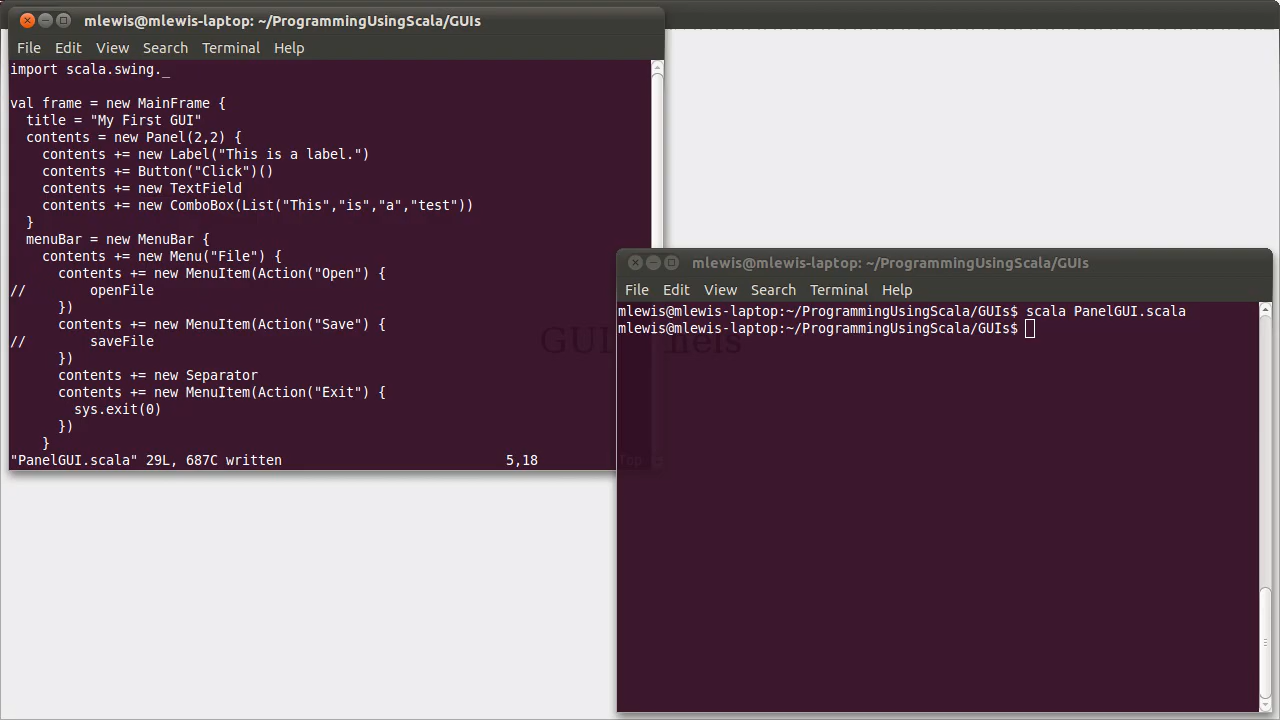 mlewis@mlewis-laptop: ~/ProgrammingUsingScala/GUIs
File Edit View Search Terminal Help
import scala.swing._
val frame = new MainFrame {
  title = "My First GUI"
  contents = new Panel(2,2) {
    contents += new Label("This is a label.")
    contents += Button("Click")()
    contents += new TextField
    contents += new ComboBox(List("This","is","a","test"))
  }
  menuBar = new MenuBar {
    contents += new Menu("File") {
      contents += new MenuItem(Action("Open") {
//        openFile
      })
      contents += new MenuItem(Action("Save") {
//        saveFile
      })
      contents += new Separator
      contents += new MenuItem(Action("Exit") {
        sys.exit(0)
      })
    }
"PanelGUI.scala" 29L, 687C written 5,18 Top
mlewis@mlewis-laptop: ~/ProgrammingUsingScala/GUIs
File Edit View Search Terminal Help
mlewis@mlewis-laptop:~/ProgrammingUsingScala/GUIs$ scala PanelGUI.scala
mlewis@mlewis-laptop:~/ProgrammingUsingScala/GUIs$